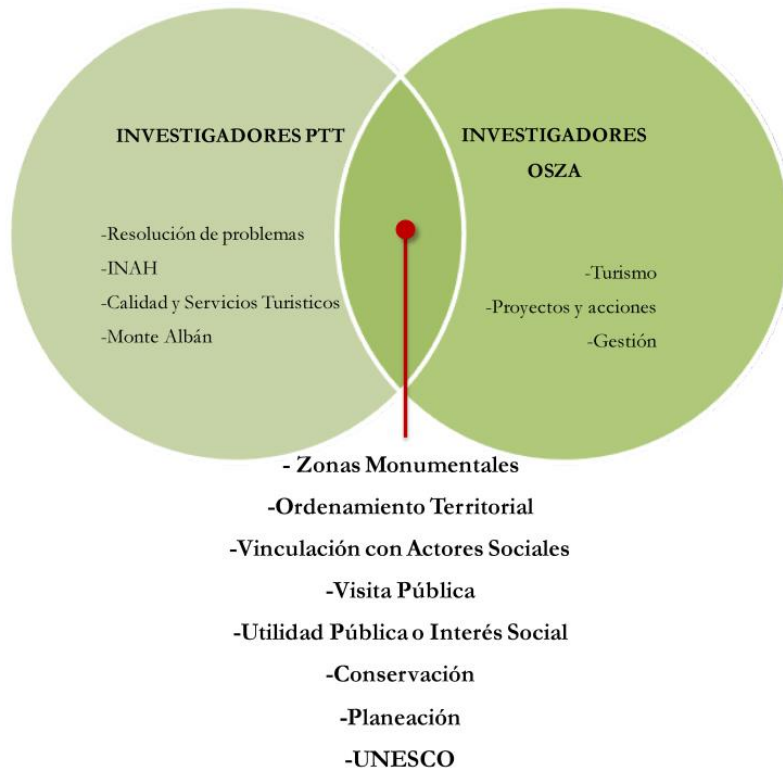 INVESTIGADORES PTT
-Resolución de problemas
-INAH
-Calidad y Servicios Turisticos
-Monte Albán
INVESTIGADORES
OSZA
-Turismo
-Proyectos y acciones
-Gestión
- Zonas Monumentales
-Ordenamiento Territorial
-Vinculación con Actores Sociales
-Visita Pública
-Utilidad Pública o Interés Social
-Conservación
-Planeación
-UNESCO